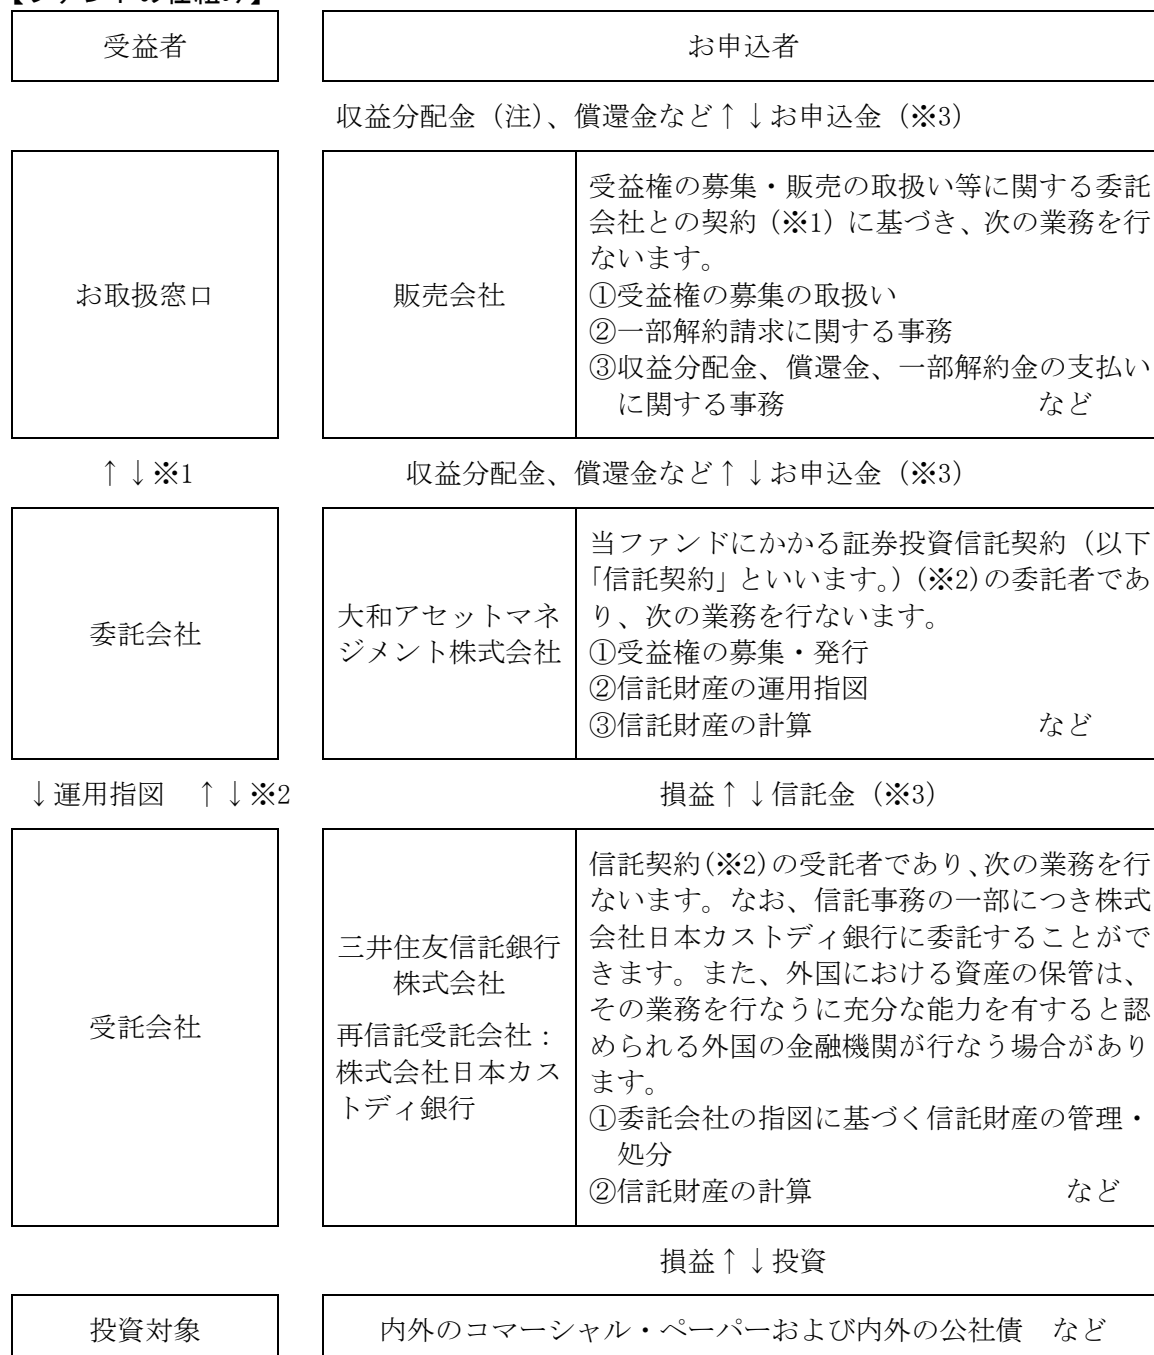 【ファンドの仕組み】
受益者
お申込者
収益分配金（注）、償還金など↑↓お申込金（※3）
お取扱窓口
販売会社
受益権の募集・販売の取扱い等に関する委託
会社との契約（※1）に基づき、次の業務を行
ないます。
①受益権の募集の取扱い
②一部解約請求に関する事務
③収益分配金、償還金、一部解約金の支払い
に関する事務 など
↑↓※1
収益分配金、償還金など↑↓お申込金（※3）
委託会社
大和アセットマネ
ジメント株式会社
当ファンドにかかる証券投資信託契約（以下
「信託契約」といいます。）（※2）の委託者であ
り、次の業務を行ないます。
①受益権の募集・発行
②信託財産の運用指図
③信託財産の計算 など
↓運用指図 ↑↓※2
損益↑↓信託金（※3）
受託会社
三井住友信託銀行
株式会社
再信託受託会社：
株式会社日本カス
トディ銀行
信託契約（※2）の受託者であり、次の業務を行
ないます。なお、信託事務の一部につき株式
会社日本カストディ銀行に委託することがで
きます。また、外国における資産の保管は、
その業務を行なうに充分な能力を有すると認
められる外国の金融機関が行なう場合があり
ます。
①委託会社の指図に基づく信託財産の管理・
処分
②信託財産の計算 など
損益↑↓投資
投資対象
内外のコマーシャル・ペーパーおよび内外の公社債 など